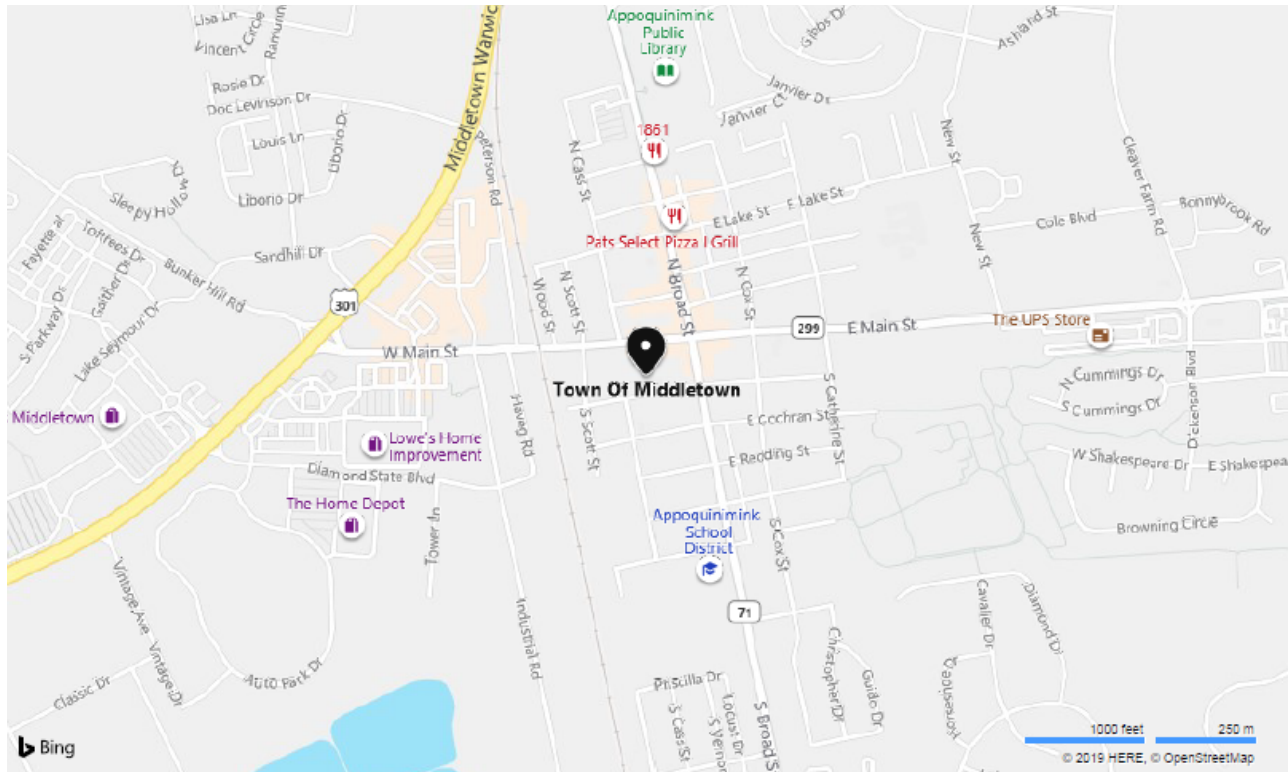 Lisa Ln
Vincent Circle
Ramunn
Rosie Dr
Doc Levinson Dr
Louis Ln
Liborio Dr
Liborio Dr
Sleepy Hollow
Middletown Warwic
Peterson Rd
Appoquinimink
Public
Library
Gibbs Dr
Ashland St
Janvier Dr
Janvier Ct
1861
N Cass St
New St
Cleaver Farm Rd
E Lake St
E Lake St
Pats Select Pizza | Grill
Cole Blvd
Bonnybrook Rd
New St
Fayette
Toftrees Dr
Gaither Dr
S Parkway Dr
Bunker Hill Rd
Sandhill Dr
Lake Seymour Dr
301
Wood St
N Scott St
N Broad St
N Cox St
W Main St
299
E Main St
The UPS Store
Town Of Middletown
Middletown
Lowe's Home
Improvement
Haveg Rd
S Scott St
E Cochran St
S Catherine St
E Redding St
N Cummings Dr
S Cummings Dr
Dickenson Blvd
W Shakespeare Dr
E Shakespea
Browning Circle
Diamond State Blvd
The Home Depot
Tower Ln
Appoquinimink
School
District
S Cox St
71
Vintage Ave
Vintage Dr
Classic Dr
Auto Park Dr
Industrial Rd
Christopher Dr
Guido Dr
Cavalier Dr
Diamond
Priscilla Dr
S Cass St
Locust Dr
S Vernon
S Broad St
Bing
1000 feet
250 m
© 2019 HERE, © OpenStreetMap